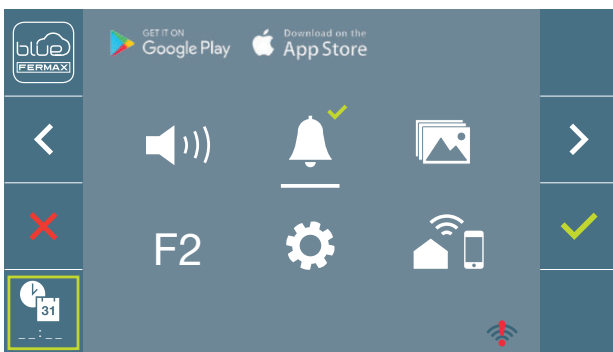 blue
FERMAX
GET IT ON
Google Play
Download on the
App Store
F2
31
_ _ : _ _